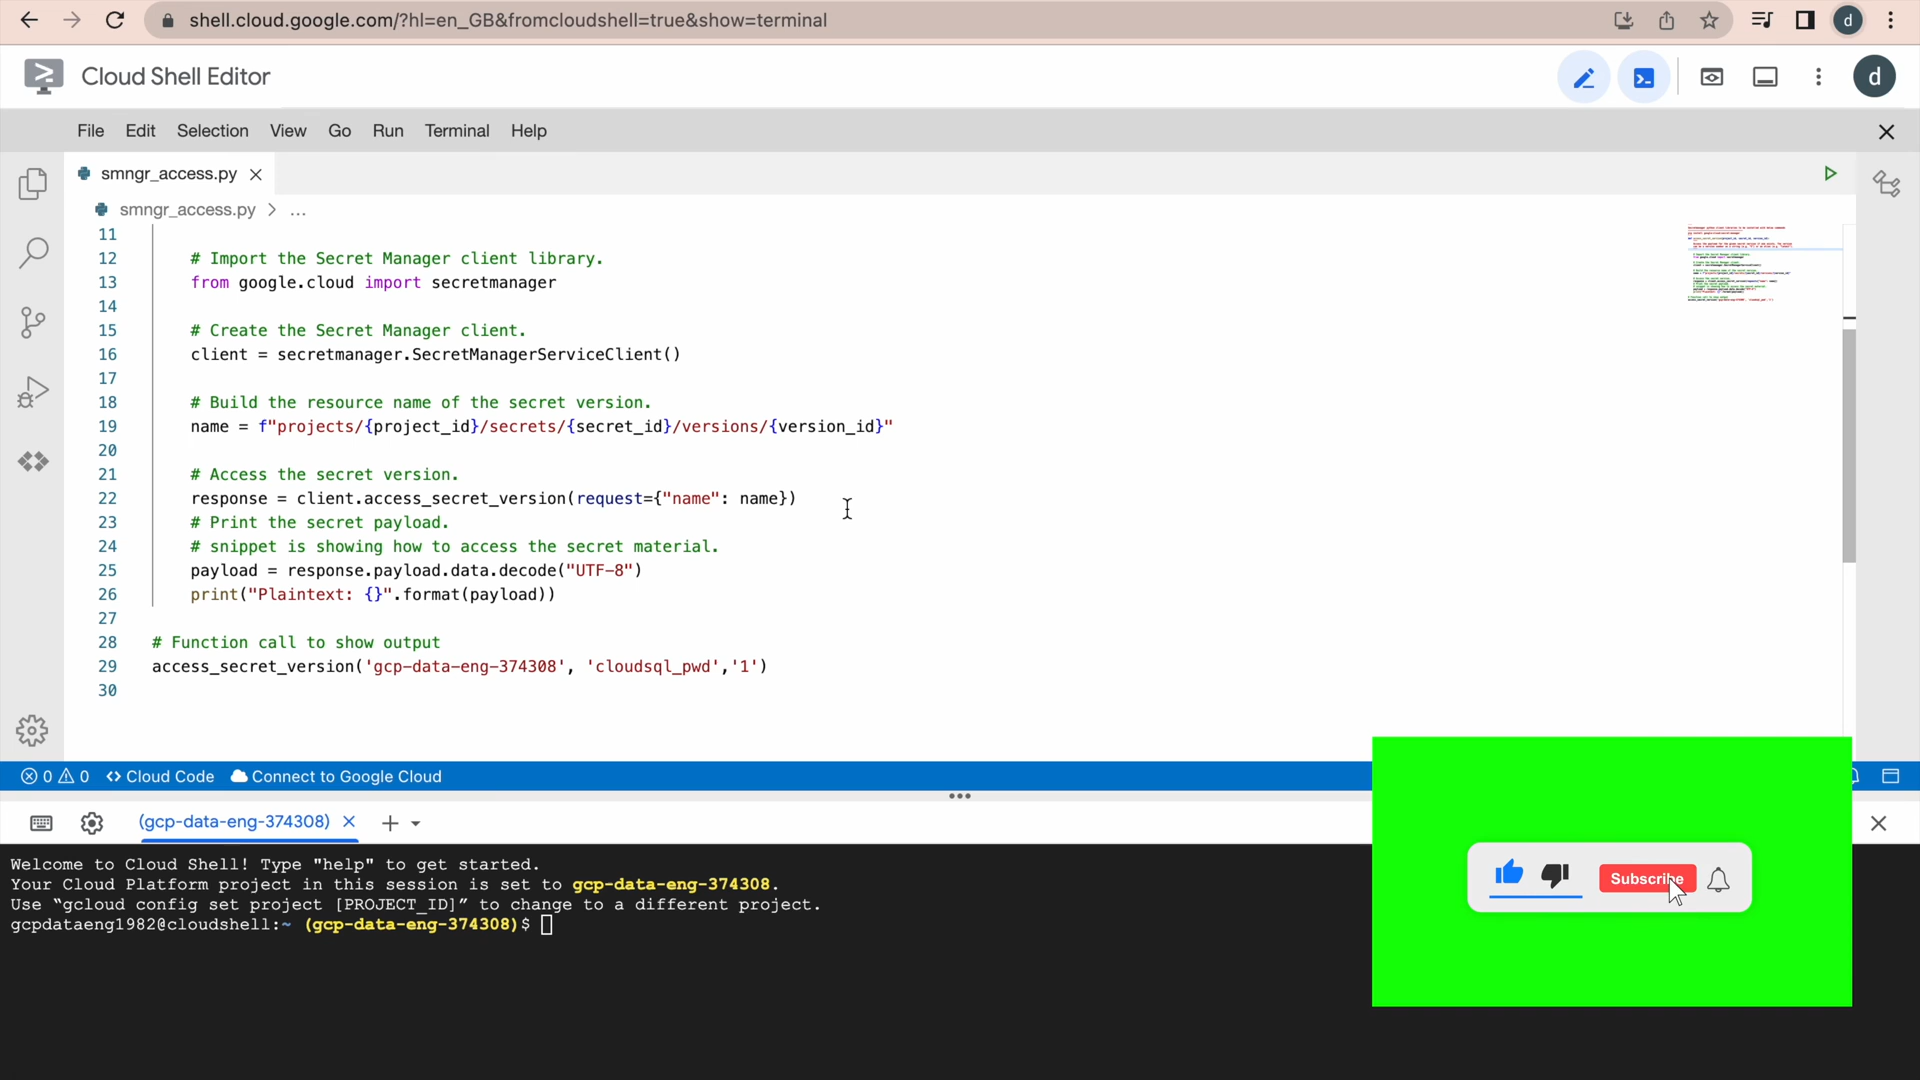 shell.cloud.google.com/?hl=en_GB&fromcloudshell=true&show=terminal
d
Cloud Shell Editor
d
File Edit Selection View Go Run Terminal Help
smngr_access.py
smngr_access.py > ...
11
12 # Import the Secret Manager client library.
13 from google.cloud import secretmanager
14
15 # Create the Secret Manager client.
16 client = secretmanager.SecretManagerServiceClient()
17
18 # Build the resource name of the secret version.
19 name = f"projects/{project_id}/secrets/{secret_id}/versions/{version_id}"
20
21 # Access the secret version.
22 response = client.access_secret_version(request={"name": name})
23 # Print the secret payload.
24 # snippet is showing how to access the secret material.
25 payload = response.payload.data.decode("UTF-8")
26 print("Plaintext: {}".format(payload))
27
28 # Function call to show output
29 access_secret_version('gcp-data-eng-374308', 'cloudsql_pwd','1')
30
0 0 <> Cloud Code Connect to Google Cloud
(gcp-data-eng-374308)
Welcome to Cloud Shell! Type "help" to get started.
Your Cloud Platform project in this session is set to gcp-data-eng-374308.
Use “gcloud config set project [PROJECT_ID]” to change to a different project.
gcpdataeng1982@cloudshell:~ (gcp-data-eng-374308)$
Subscribe